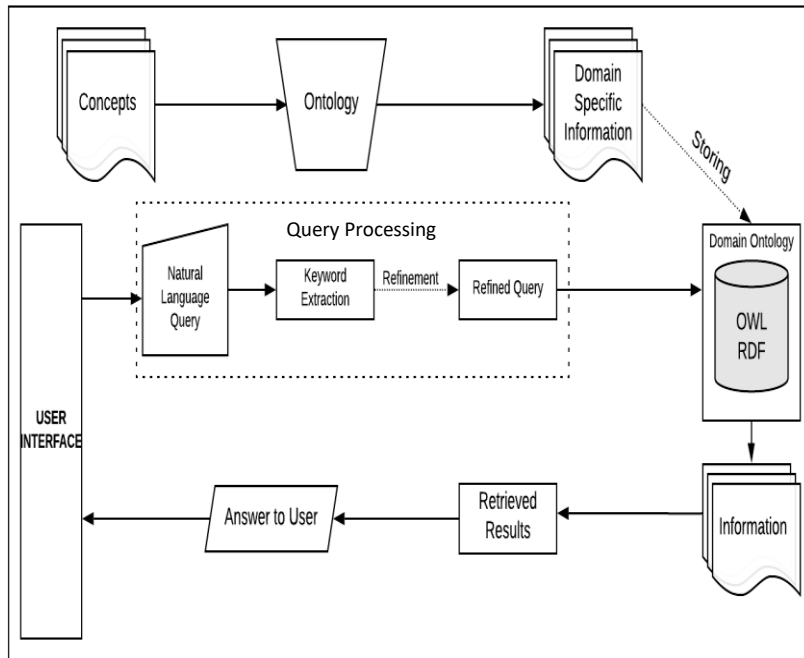 Concepts
Ontology
Domain
Specific
Information
Storing
Query Processing
Natural
Language
Query
Keyword
Extraction
Refinement
Refined Query
Domain Ontology
OWL
RDF
USER
INTERFACE
Answer to User
Retrieved
Results
Information